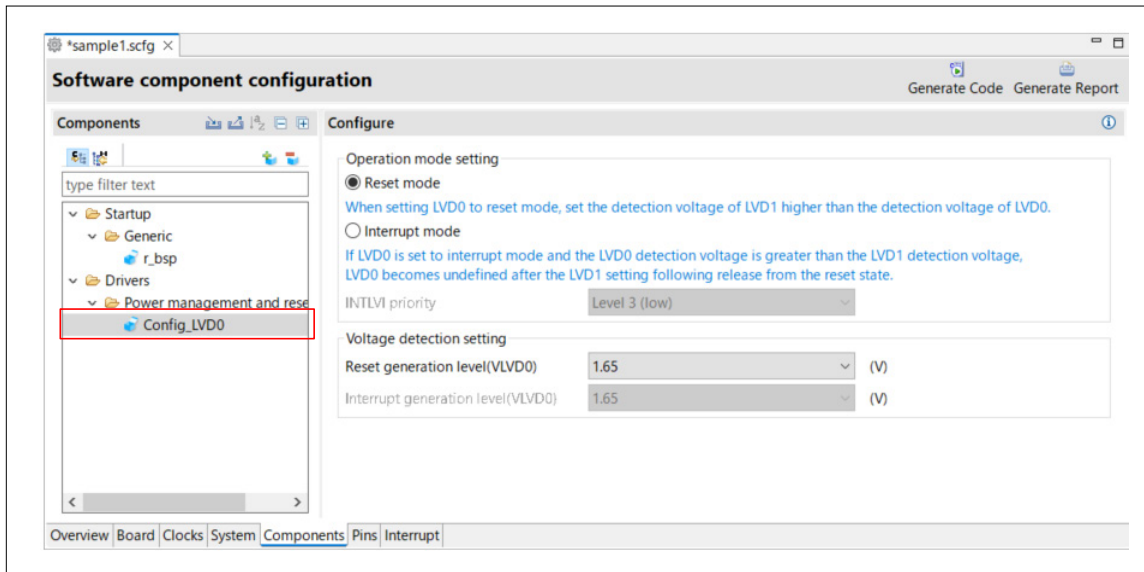 *sample1.scfg
Software component configuration
Generate Code Generate Report
Components
Configure
type filter text
Startup
Generic
r_bsp
Drivers
Power management and rese
Config_LVD0
Operation mode setting
Reset mode
When setting LVD0 to reset mode, set the detection voltage of LVD1 higher than the detection voltage of LVD0.
Interrupt mode
If LVD0 is set to interrupt mode and the LVD0 detection voltage is greater than the LVD1 detection voltage,
LVD0 becomes undefined after the LVD1 setting following release from the reset state.
INTLVI priority Level 3 (low)
Voltage detection setting
Reset generation level(VLVD0) 1.65 (V)
Interrupt generation level(VLVD0) 1.65 (V)
Overview Board Clocks System Components Pins Interrupt